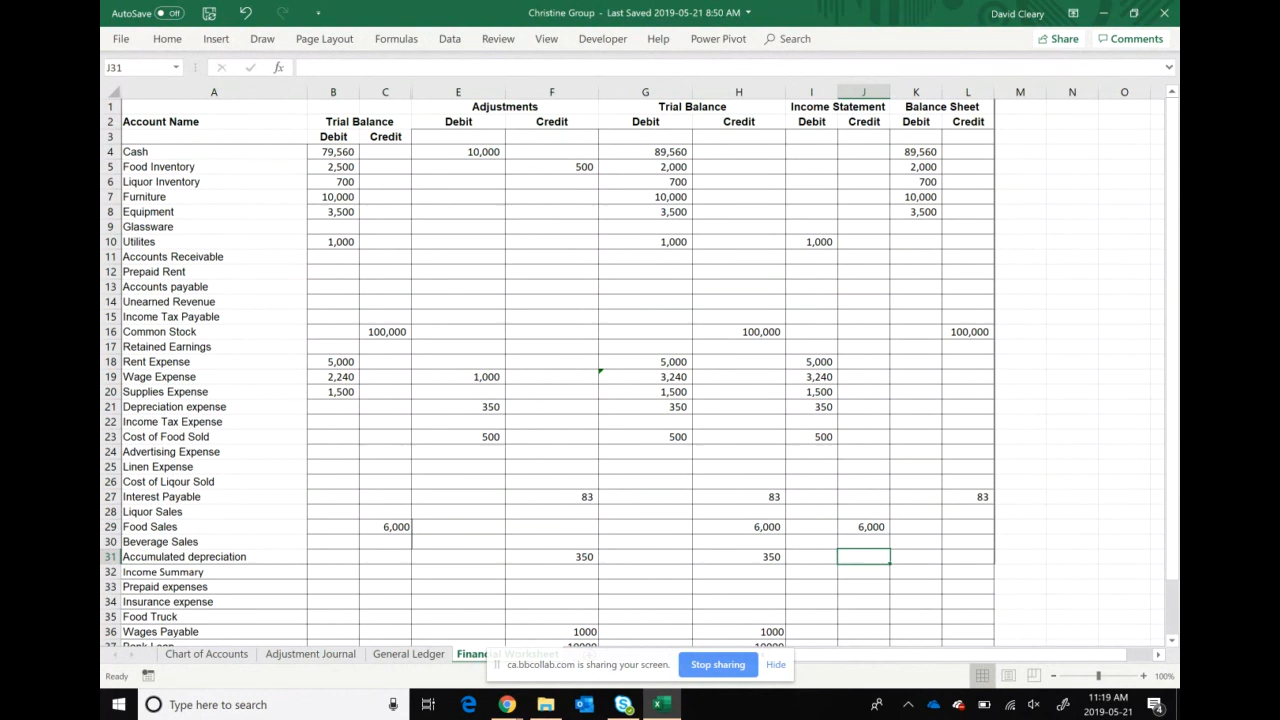 AutoSave Off Christine Group - Last Saved 2019-05-21 8:50 AM David Cleary
File Home Insert Draw Page Layout Formulas Data Review View Developer Help Power Pivot Search Share Comments
J31 fx
A B C E F G H I J K L M N O
1 Adjustments Trial Balance Income Statement Balance Sheet
2 Account Name Trial Balance Debit Credit Debit Credit Debit Credit Debit Credit
3 Debit Credit
4 Cash 79,560 10,000 89,560 89,560
5 Food Inventory 2,500 500 2,000 2,000
6 Liquor Inventory 700 700 700
7 Furniture 10,000 10,000 10,000
8 Equipment 3,500 3,500 3,500
9 Glassware
10 Utilites 1,000 1,000 1,000
11 Accounts Receivable
12 Prepaid Rent
13 Accounts payable
14 Unearned Revenue
15 Income Tax Payable
16 Common Stock 100,000 100,000 100,000
17 Retained Earnings
18 Rent Expense 5,000 5,000 5,000
19 Wage Expense 2,240 1,000 3,240 3,240
20 Supplies Expense 1,500 1,500 1,500
21 Depreciation expense 350 350 350
22 Income Tax Expense
23 Cost of Food Sold 500 500 500
24 Advertising Expense
25 Linen Expense
26 Cost of Liqour Sold
27 Interest Payable 83 83 83
28 Liquor Sales
29 Food Sales 6,000 6,000 6,000
30 Beverage Sales
31 Accumulated depreciation 350 350
32 Income Summary
33 Prepaid expenses
34 Insurance expense
35 Food Truck
36 Wages Payable 1000 1000
37 Bank Loan 10000 10000
Chart of Accounts Adjustment Journal General Ledger Financial Worksheet
ca.bbcollab.com is sharing your screen. Stop sharing Hide
Ready 100%
Type here to search 11:19 AM
2019-05-21 4